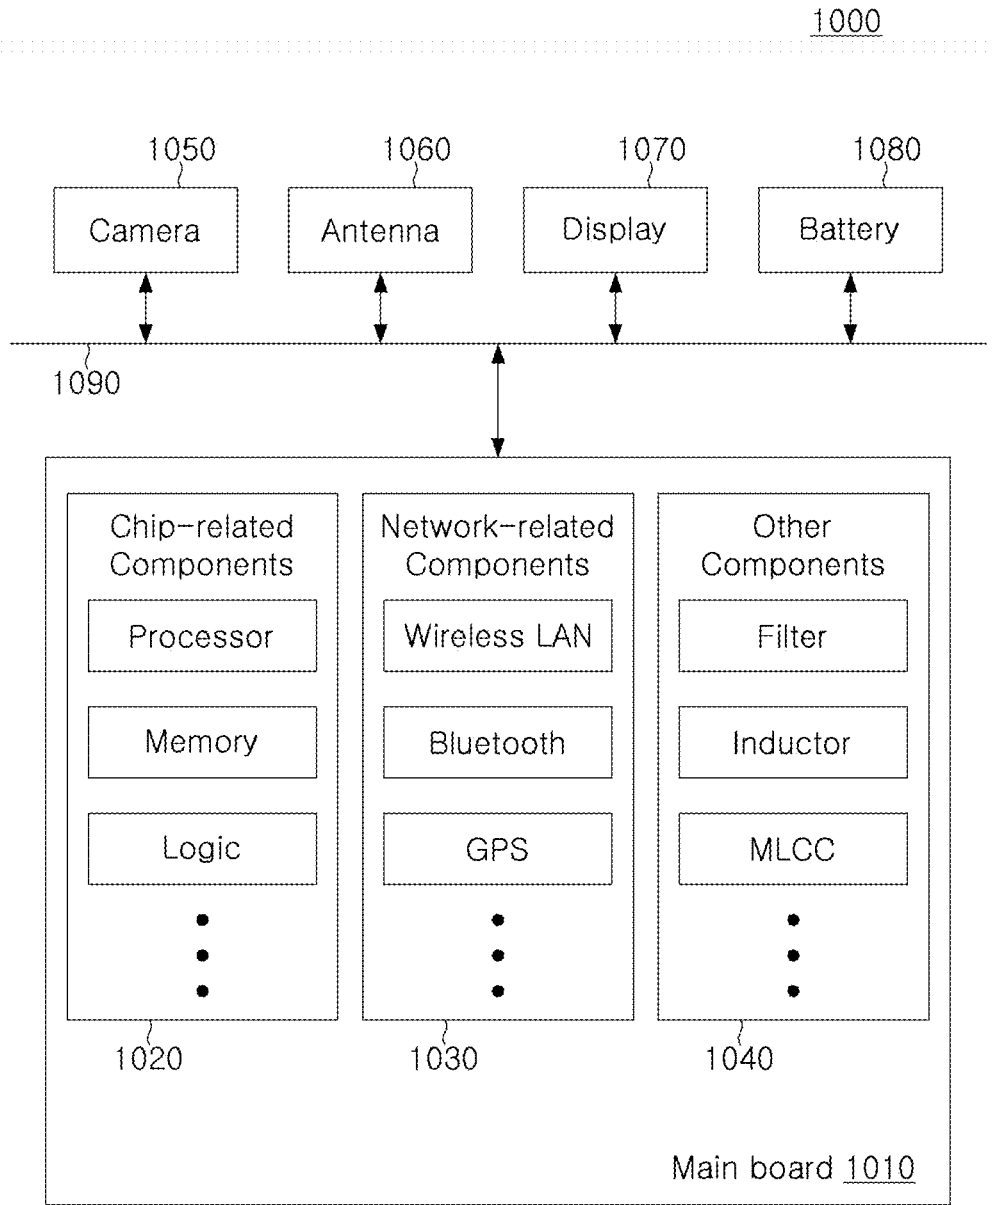 1000
1050 1060 1070 1080
Camera Antenna Display Battery
1090
Chip-related Components
Network-related Components
Other Components
Processor Wireless LAN Filter
Memory Bluetooth Inductor
Logic GPS MLCC
1020 1030 1040
Main board 1010